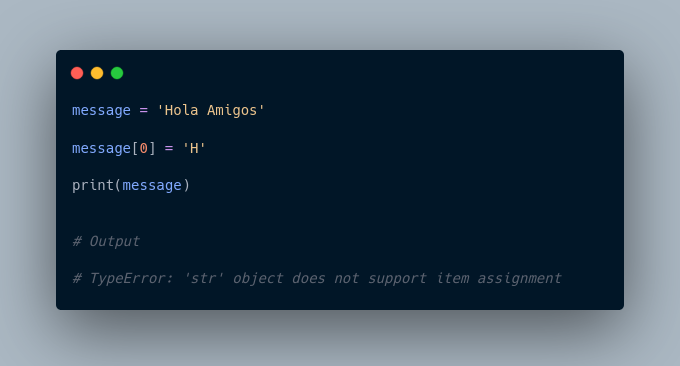 message = 'Hola Amigos'
message[0] = 'H'
print(message)
# Output
# TypeError: 'str' object does not support item assignment